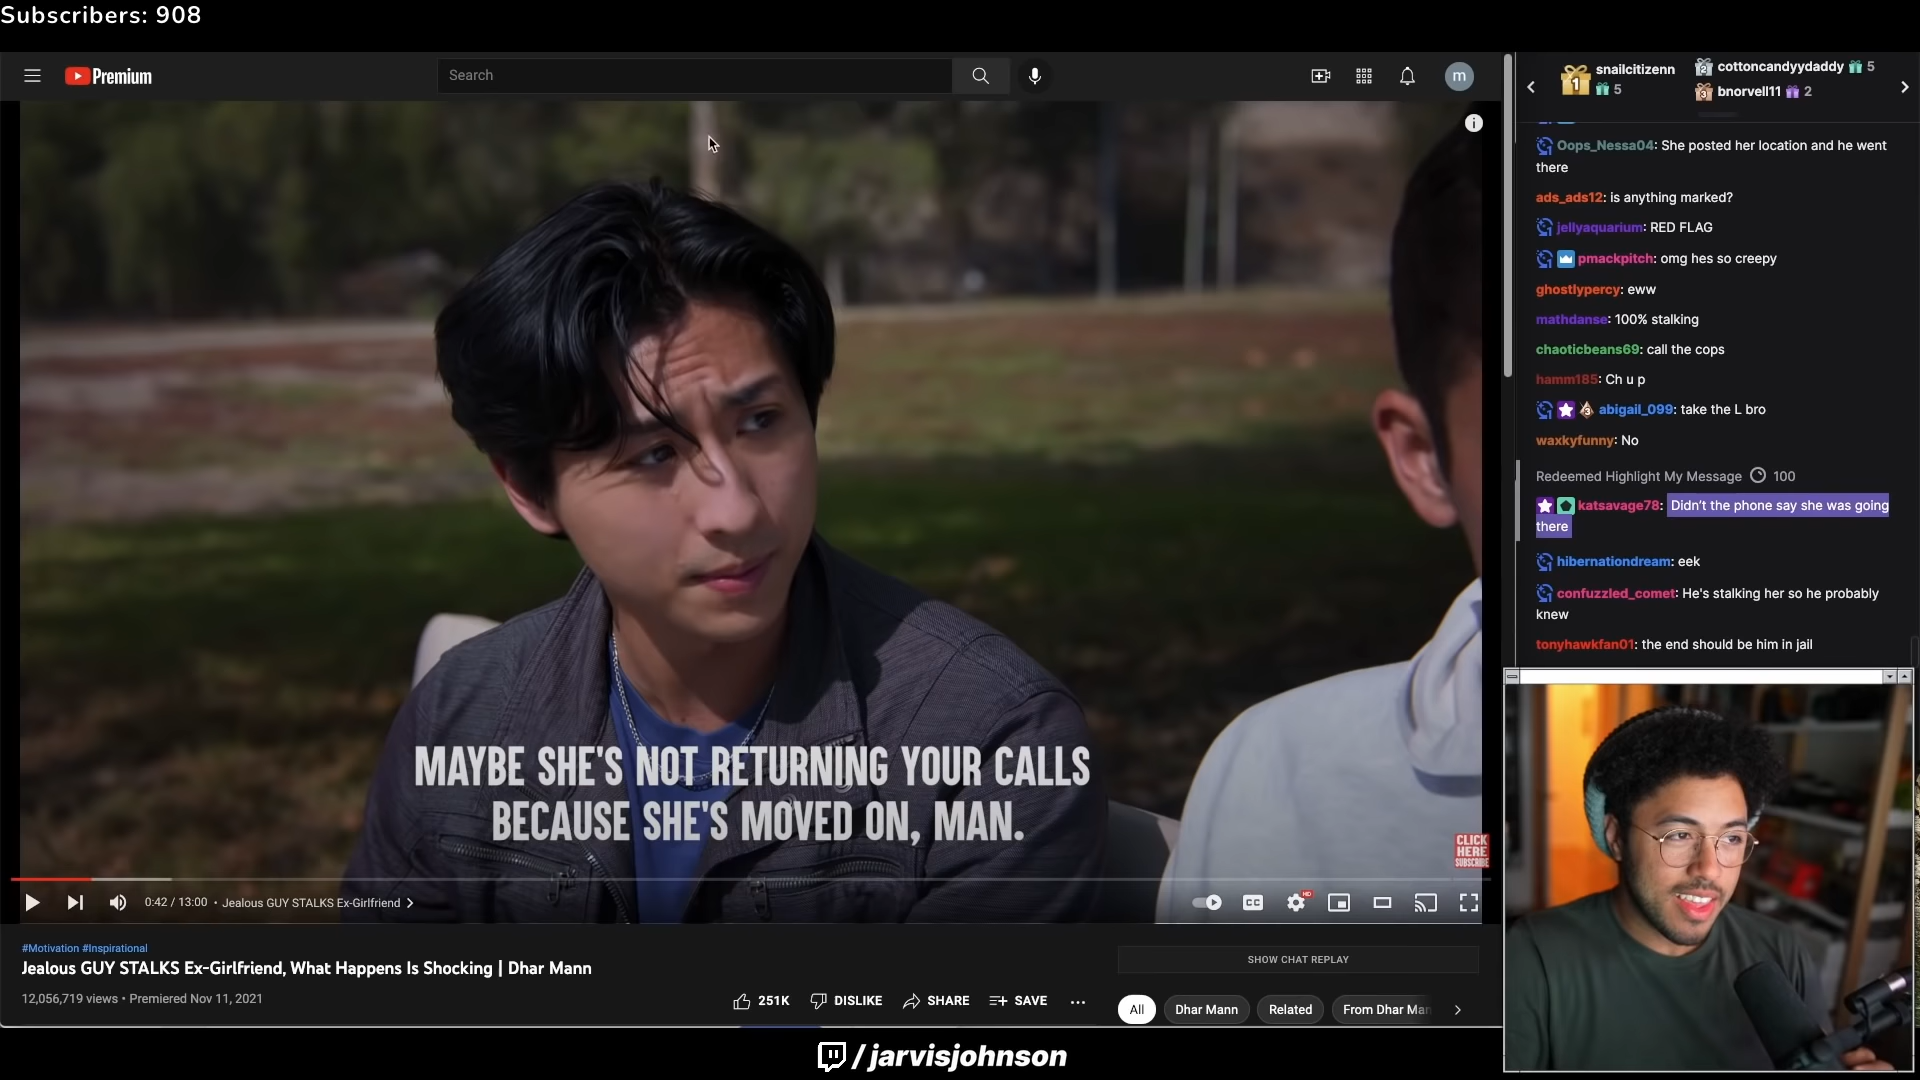 Subscribers: 908
Premium
Search
m
1
snailcitizenn
5
2
cottoncandyydaddy 5
3
bnorvell11 2
Oops_Nessa04: She posted her location and he went
there
ads_ads12: is anything marked?
jellyaquarium: RED FLAG
pmackpitch: omg hes so creepy
ghostlypercy: eww
mathdanse: 100% stalking
chaoticbeans69: call the cops
hamm185: Ch u p
3 abigail_099: take the L bro
waxkyfunny: No
Redeemed Highlight My Message 100
katsavage78: Didn't the phone say she was going
there
hibernationdream: eek
confuzzled_comet: He's stalking her so he probably
knew
tonyhawkfan01: the end should be him in jail
MAYBE SHE'S NOT RETURNING YOUR CALLS
BECAUSE SHE'S MOVED ON, MAN.
CLICK
HERE
SUBSCRIBE
0:42 / 13:00 • Jealous GUY STALKS Ex-Girlfriend
CC
HD
#Motivation #Inspirational
Jealous GUY STALKS Ex-Girlfriend, What Happens Is Shocking | Dhar Mann
12,056,719 views • Premiered Nov 11, 2021
251K
DISLIKE
SHARE
SAVE
SHOW CHAT REPLAY
All
Dhar Mann
Related
From Dhar Man
/jarvisjohnson